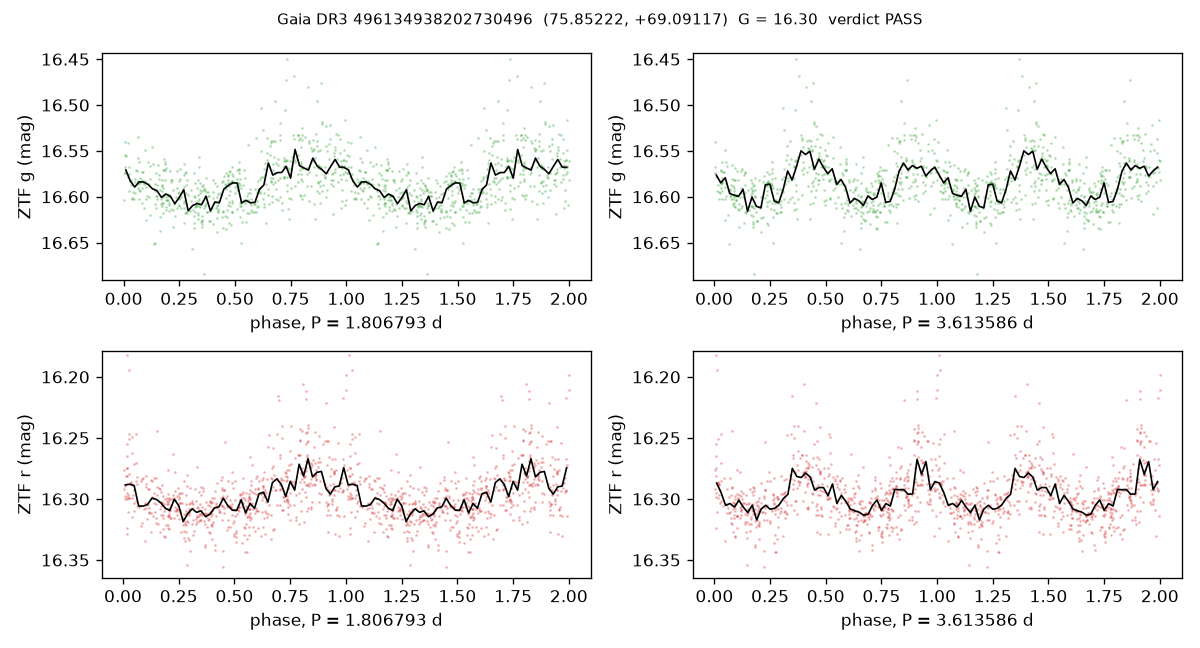 Gaia DR3 496134938202730496 (75.85222, +69.09117) G = 16.30 verdict PASS
ZTF g (mag)
16.45
16.50
16.55
16.60
16.65
0.00 0.25 0.50 0.75 1.00 1.25 1.50 1.75 2.00
phase, P = 1.806793 d
ZTF g (mag)
16.45
16.50
16.55
16.60
16.65
0.00 0.25 0.50 0.75 1.00 1.25 1.50 1.75 2.00
phase, P = 3.613586 d
ZTF r (mag)
16.20
16.25
16.30
16.35
0.00 0.25 0.50 0.75 1.00 1.25 1.50 1.75 2.00
phase, P = 1.806793 d
ZTF r (mag)
16.20
16.25
16.30
16.35
0.00 0.25 0.50 0.75 1.00 1.25 1.50 1.75 2.00
phase, P = 3.613586 d